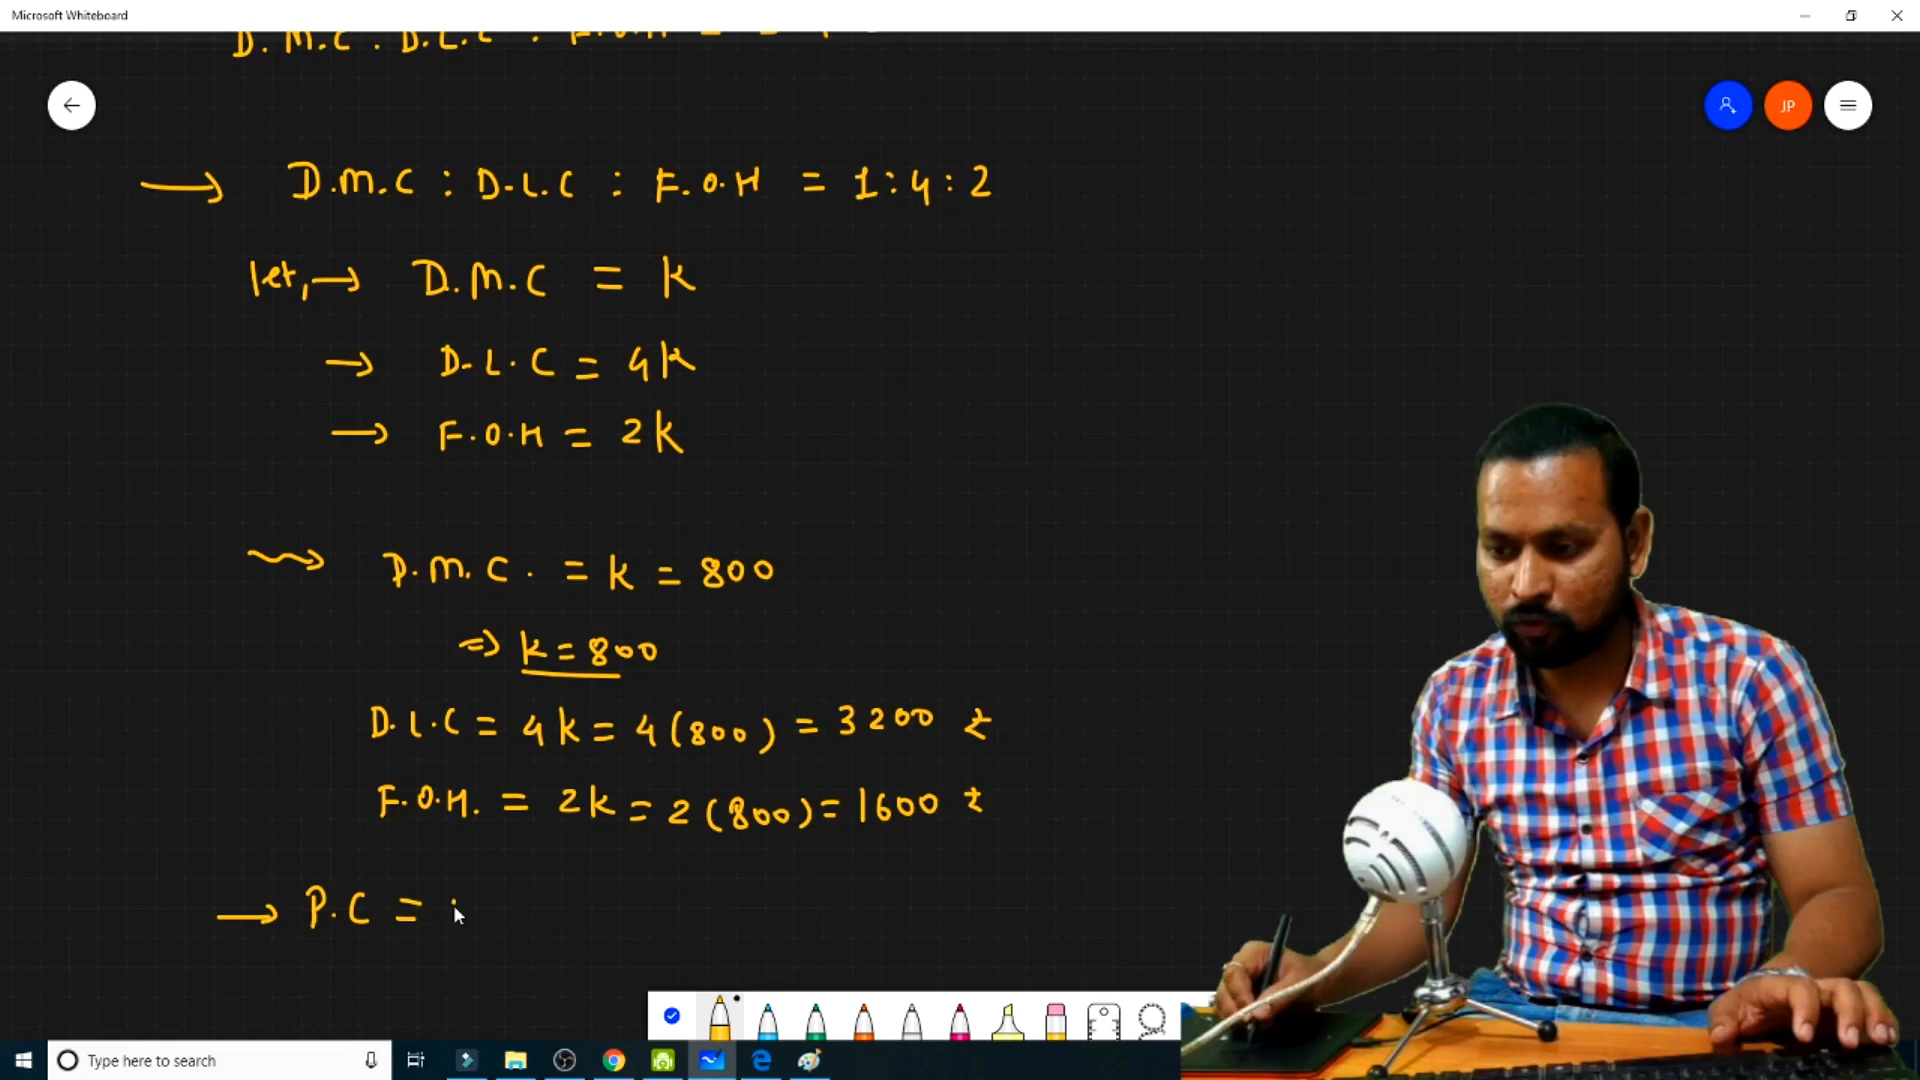 Microsoft Whiteboard
D.M.C : D.L.C : F.O.H =
JP
→ D.M.C : D.L.C : F.O.H = 1:4:2
let, → D.M.C = k
→ D.L.C = 4k
→ F.O.H = 2k
D.M.C. = k = 800
⇒ k = 800
D.L.C = 4k = 4(800) = 3200 ₹
F.O.H. = 2k = 2(800) = 1600 ₹
→ P.C =
Type here to search